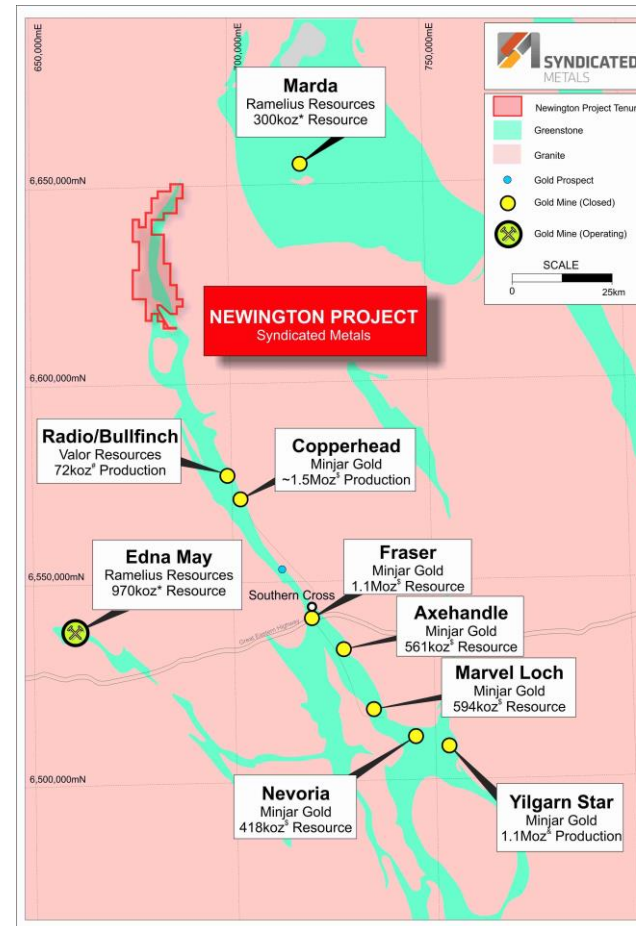 650,000mE
700,000mE
750,000mE
SYNDICATED
METALS
Marda
Ramelius Resources
300koz* Resource
Newington Project Tenur
Greenstone
Granite
Gold Prospect
Gold Mine (Closed)
Gold Mine (Operating)
SCALE
0
25km
6,650,000mN
NEWINGTON PROJECT
Syndicated Metals
6,600,000mN
Radio/Bullfinch
Valor Resources
72koz# Production
Copperhead
Minjar Gold
~1.5Moz$ Production
6,550,000mN
Edna May
Ramelius Resources
970koz* Resource
Southern Cross
Great Eastern Highway
Fraser
Minjar Gold
1.1Moz$ Resource
Axehandle
Minjar Gold
561koz$ Resource
Marvel Loch
Minjar Gold
594koz$ Resource
6,500,000mN
Nevoria
Minjar Gold
418koz$ Resource
Yilgarn Star
Minjar Gold
1.1Moz$ Production